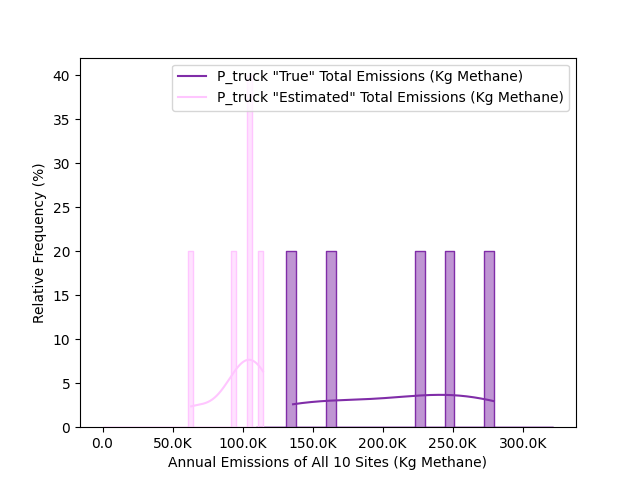 P_truck "True" Total Emissions (Kg Methane)
P_truck "Estimated" Total Emissions (Kg Methane)
Relative Frequency (%)
40
35
30
25
20
15
10
5
0
0.0 50.0K 100.0K 150.0K 200.0K 250.0K 300.0K
Annual Emissions of All 10 Sites (Kg Methane)